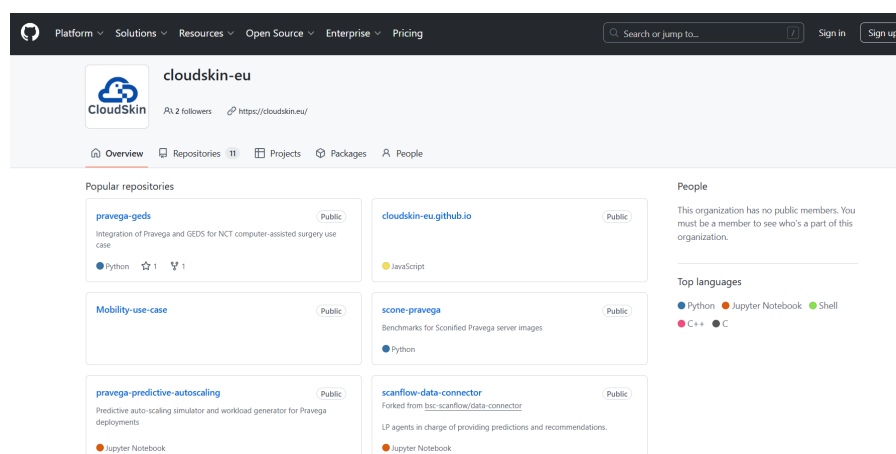 Platform Solutions Resources Open Source Enterprise Pricing Search or jump to... / Sign in Sign up
cloudskin-eu
CloudSkin
2 followers https://cloudskin.eu/
Overview Repositories 11 Projects Packages People
Popular repositories
pravega-geds Public
Integration of Pravega and GEDS for NCT computer-assisted surgery use
case
Python 1 1
cloudskin-eu.github.io Public
JavaScript
Mobility-use-case Public
scone-pravega Public
Benchmarks for Sconified Pravega server images
Python
pravega-predictive-autoscaling Public
Predictive auto-scaling simulator and workload generator for Pravega
deployments
Jupyter Notebook
scanflow-data-connector Public
Forked from bsc-scanflow/data-connector
LP agents in charge of providing predictions and recommendations.
Jupyter Notebook
People
This organization has no public members. You
must be a member to see who's a part of this
organization.
Top languages
Python Jupyter Notebook Shell
C++ C